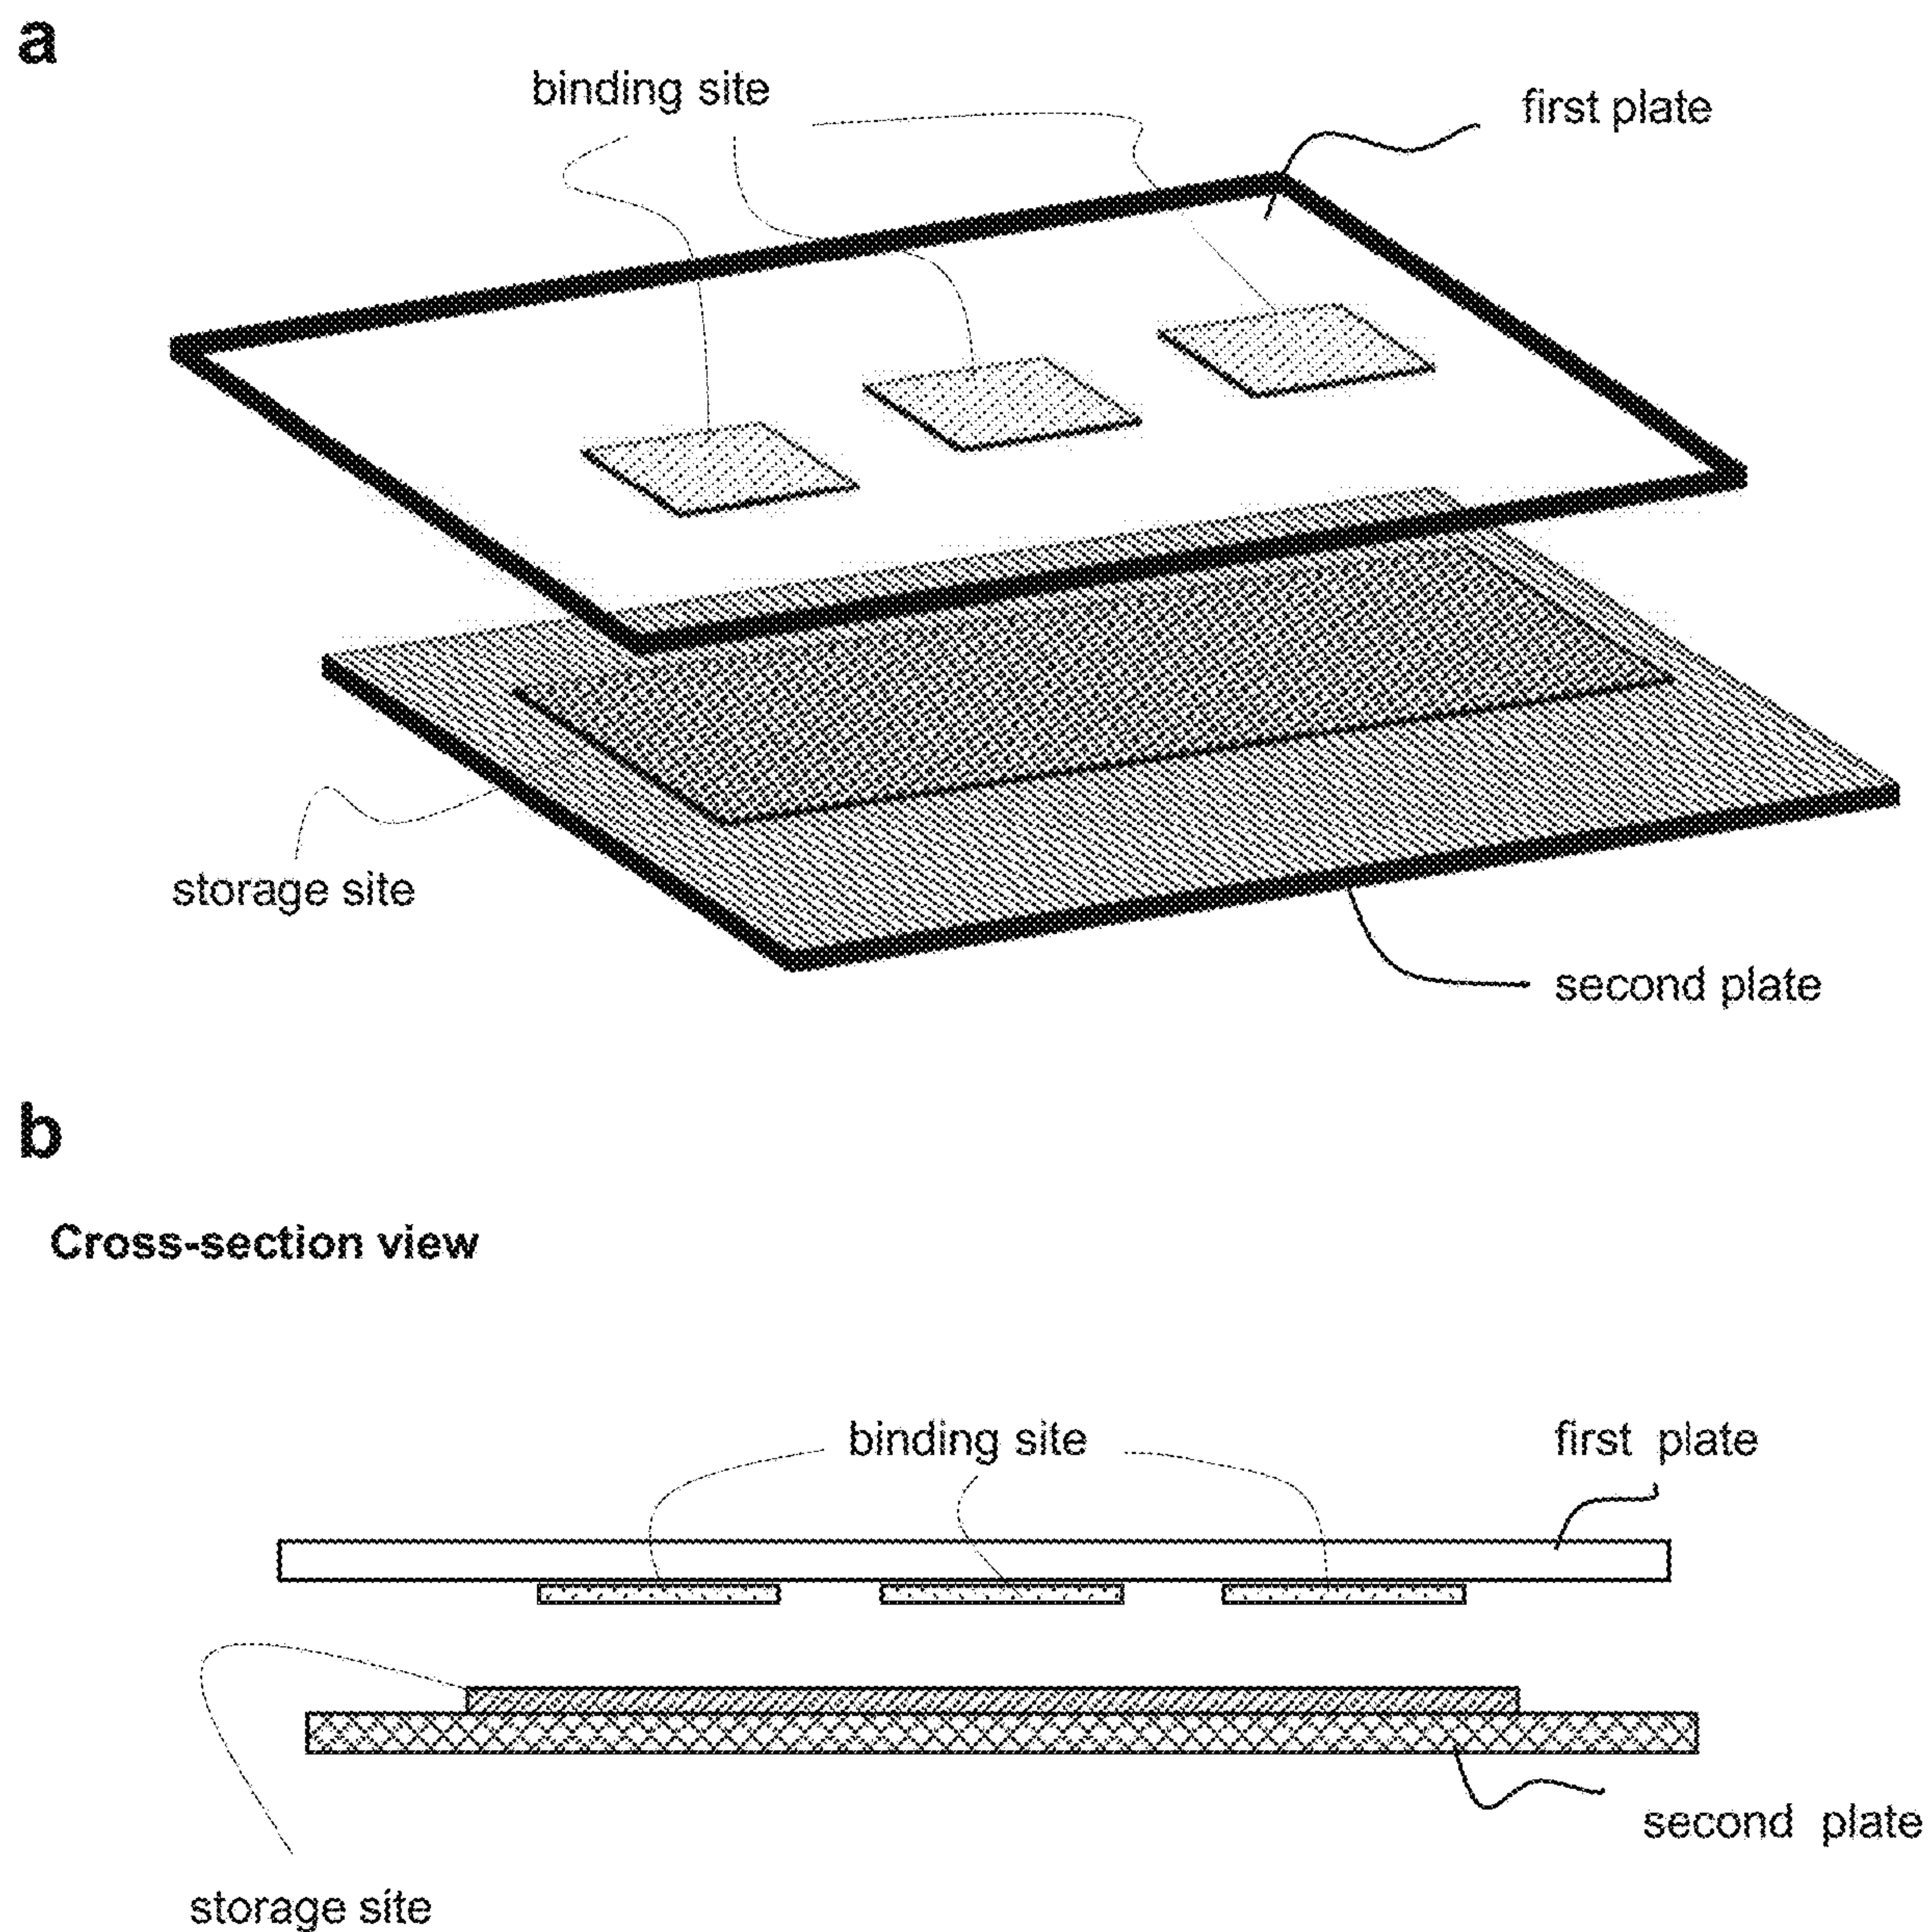 a
binding site
first plate
storage site
second plate
b
Cross-section view
binding site
first plate
second plate
storage site